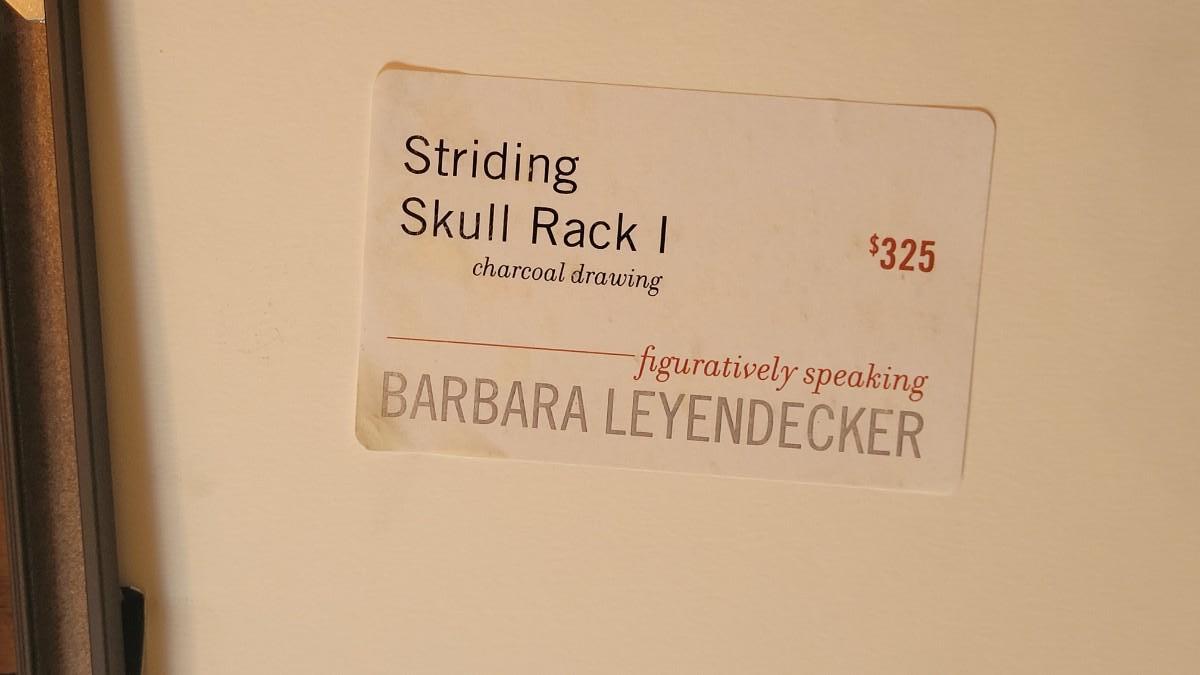 Striding
Skull Rack I
$325
charcoal drawing
figuratively speaking
BARBARA LEYENDECKER